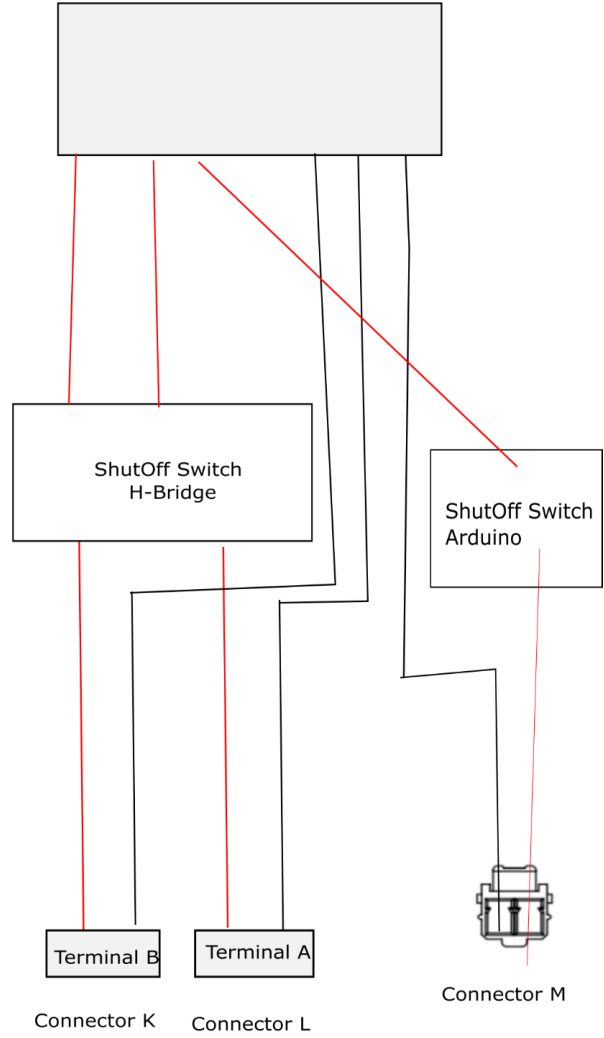 ShutOff Switch
H-Bridge
ShutOff Switch
Arduino
Terminal B
Terminal A
Connector K
Connector L
Connector M